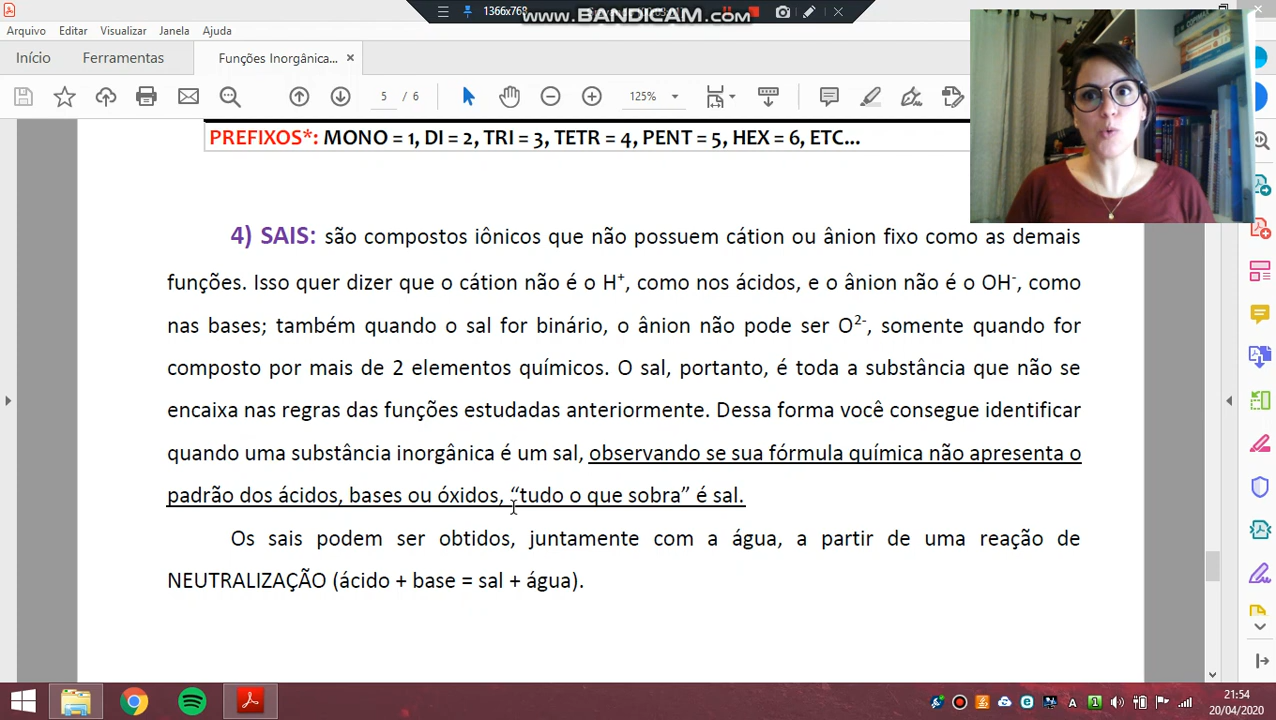 1366x768
www.BANDICAM.com
Arquivo Editar Visualizar Janela Ajuda
Início Ferramentas Funções Inorgânica... ×
5 / 6 125%
PREFIXOS*: MONO = 1, DI = 2, TRI = 3, TETR = 4, PENT = 5, HEX = 6, ETC...
4) SAIS: são compostos iônicos que não possuem cátion ou ânion fixo como as demais
funções. Isso quer dizer que o cátion não é o H⁺, como nos ácidos, e o ânion não é o OH⁻, como
nas bases; também quando o sal for binário, o ânion não pode ser O²⁻, somente quando for
composto por mais de 2 elementos químicos. O sal, portanto, é toda a substância que não se
encaixa nas regras das funções estudadas anteriormente. Dessa forma você consegue identificar
quando uma substância inorgânica é um sal, observando se sua fórmula química não apresenta o
padrão dos ácidos, bases ou óxidos, “tudo o que sobra” é sal.
Os sais podem ser obtidos, juntamente com a água, a partir de uma reação de
NEUTRALIZAÇÃO (ácido + base = sal + água).
21:54
20/04/2020